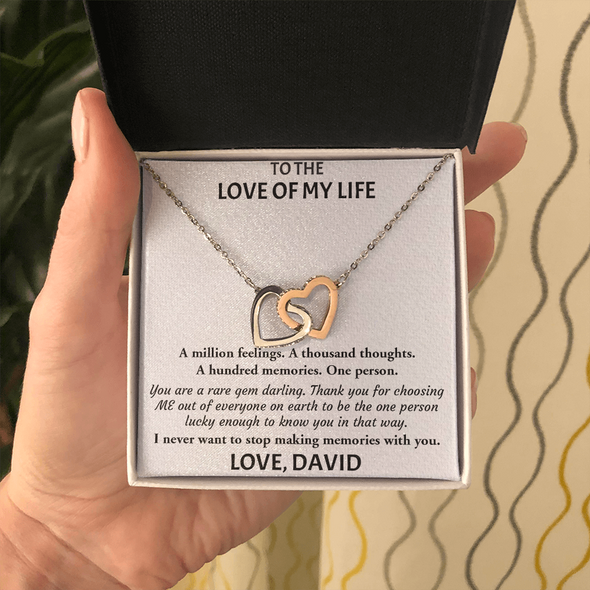 TO THE
LOVE OF MY LIFE
A million feelings. A thousand thoughts.
A hundred memories. One person.
You are a rare gem darling. Thank you for choosing
ME out of everyone on earth to be the one person
lucky enough to know you in that way.
I never want to stop making memories with you.
LOVE, DAVID